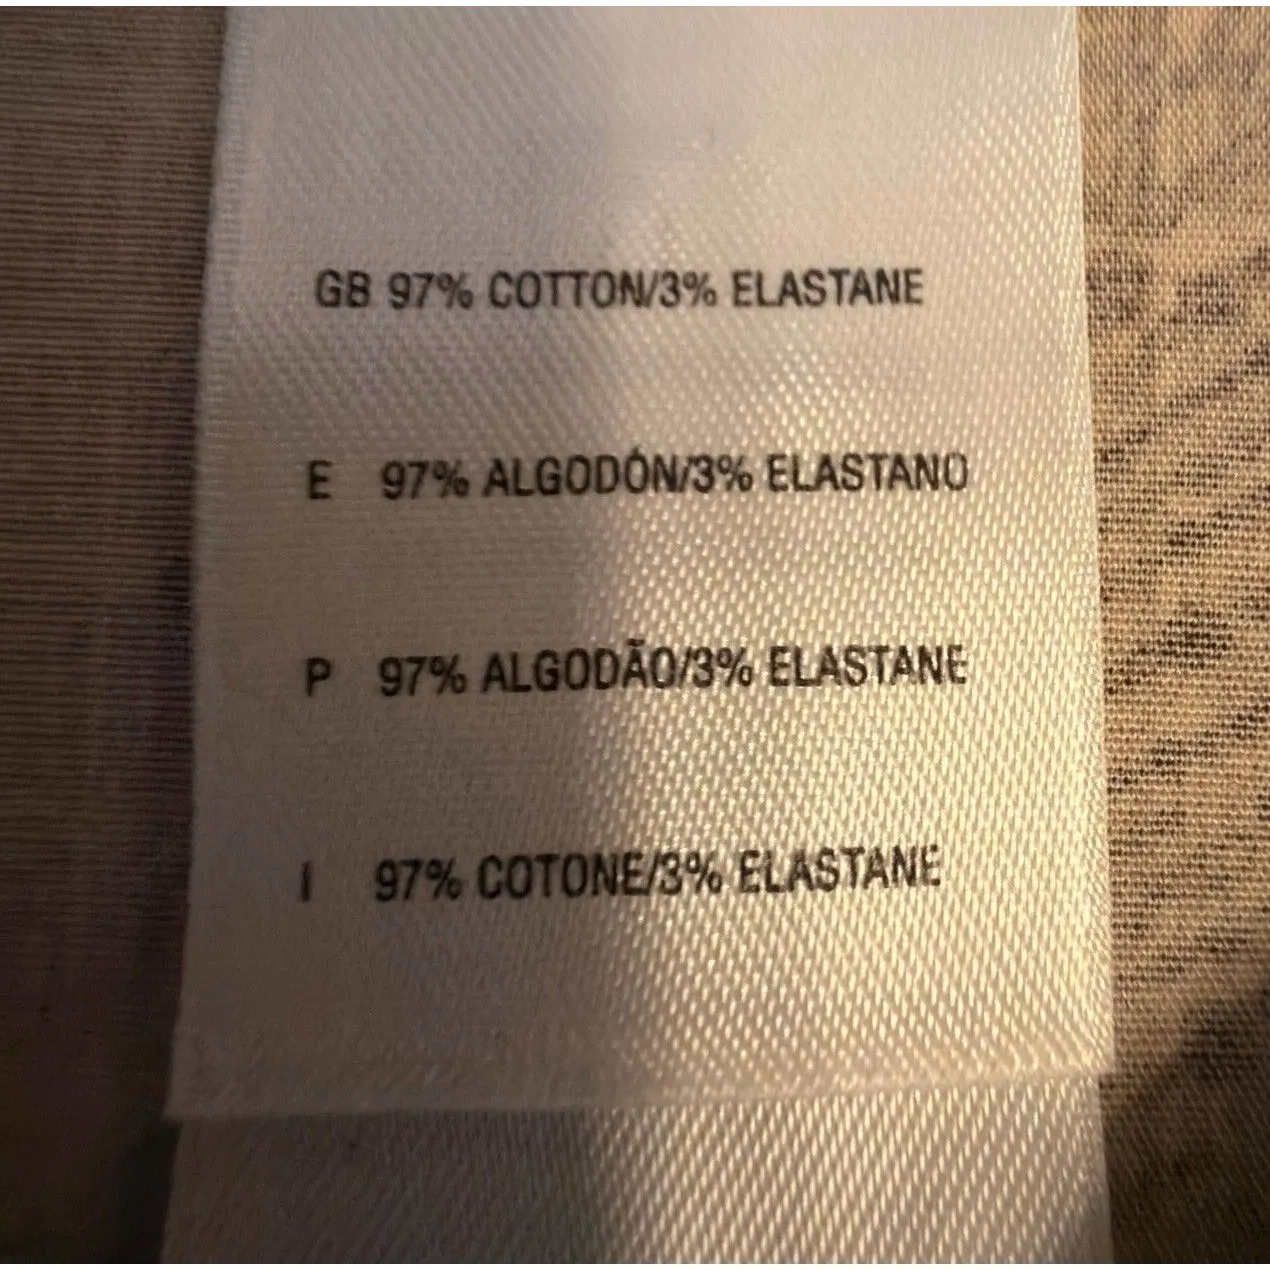 GB 97% COTTON/3% ELASTANE
E 97% ALGODÓN/3% ELASTANO
P 97% ALGODÃO/3% ELASTANE
I 97% COTONE/3% ELASTANE